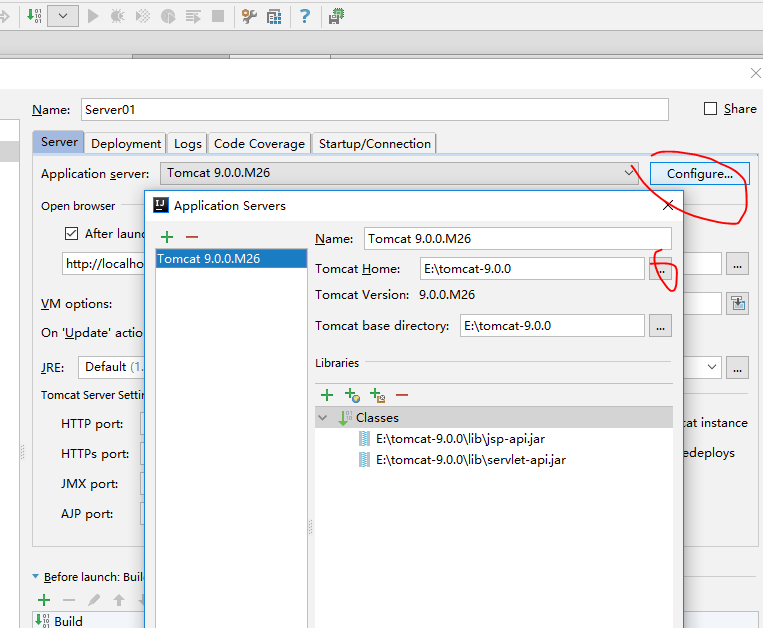 Name: Server01 Share
Server Deployment Logs Code Coverage Startup/Connection
Application server: Tomcat 9.0.0.M26 Configure...
Open browser
After laun
http://localho ...
VM options:
On 'Update' actio
JRE: Default (1. ...
Tomcat Server Settin
HTTP port: cat instance
HTTPs port: edeploys
JMX port:
AJP port:
Before launch: Buil
Build
Application Servers
Tomcat 9.0.0.M26
Name: Tomcat 9.0.0.M26
Tomcat Home: E:\tomcat-9.0.0 ...
Tomcat Version: 9.0.0.M26
Tomcat base directory: E:\tomcat-9.0.0 ...
Libraries
Classes
E:\tomcat-9.0.0\lib\jsp-api.jar
E:\tomcat-9.0.0\lib\servlet-api.jar